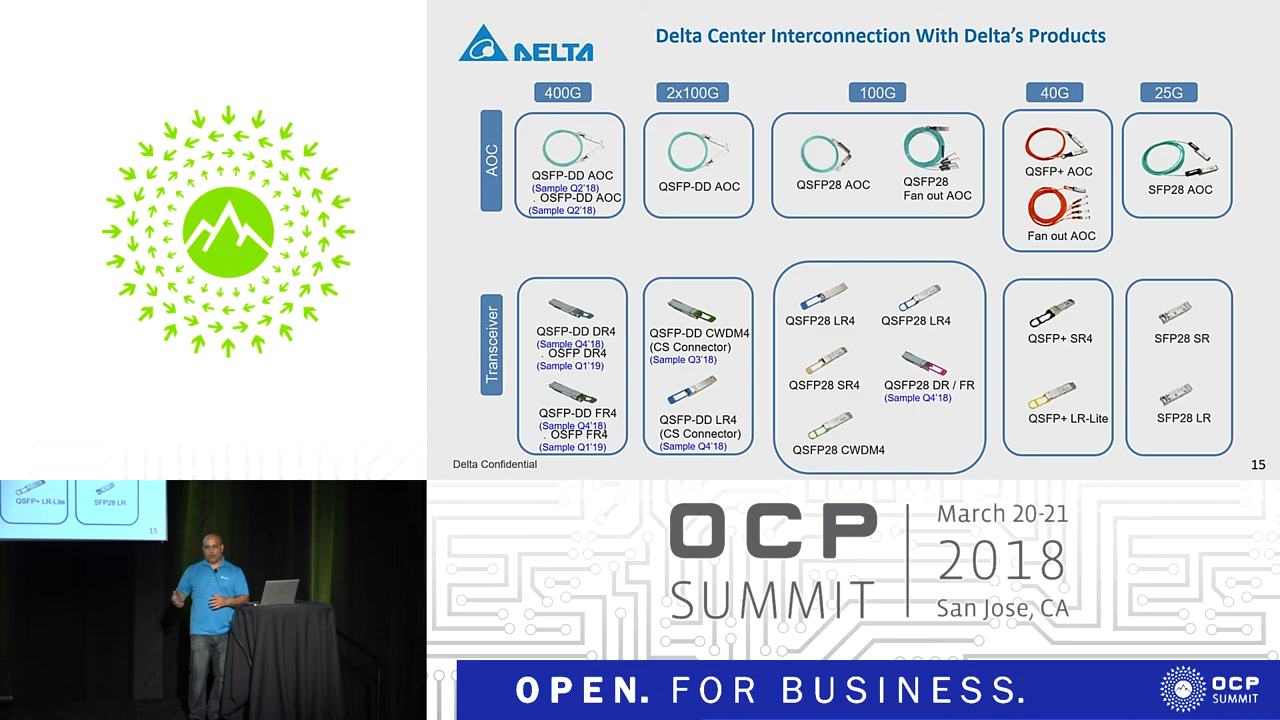 DELTA
Delta Center Interconnection With Delta's Products
400G
2x100G
100G
40G
25G
AOC
QSFP-DD AOC
(Sample Q2'18)
. OSFP-DD AOC
(Sample Q2'18)
QSFP-DD AOC
QSFP28 AOC
QSFP28
Fan out AOC
QSFP+ AOC
Fan out AOC
SFP28 AOC
Transceiver
QSFP-DD DR4
(Sample Q4'18)
. OSFP DR4
(Sample Q1'19)
QSFP-DD FR4
(Sample Q4'18)
. OSFP FR4
(Sample Q1'19)
QSFP-DD CWDM4
(CS Connector)
(Sample Q3'18)
QSFP-DD LR4
(CS Connector)
(Sample Q4'18)
QSFP28 LR4
QSFP28 LR4
QSFP28 SR4
QSFP28 DR / FR
(Sample Q4'18)
QSFP28 CWDM4
QSFP+ SR4
QSFP+ LR-Lite
SFP28 SR
SFP28 LR
Delta Confidential
15
QSFP+ LR-Lite
SFP28 LR
15
OCP
SUMMIT
March 20-21
2018
San Jose, CA
OPEN. FOR BUSINESS.
OCP
SUMMIT